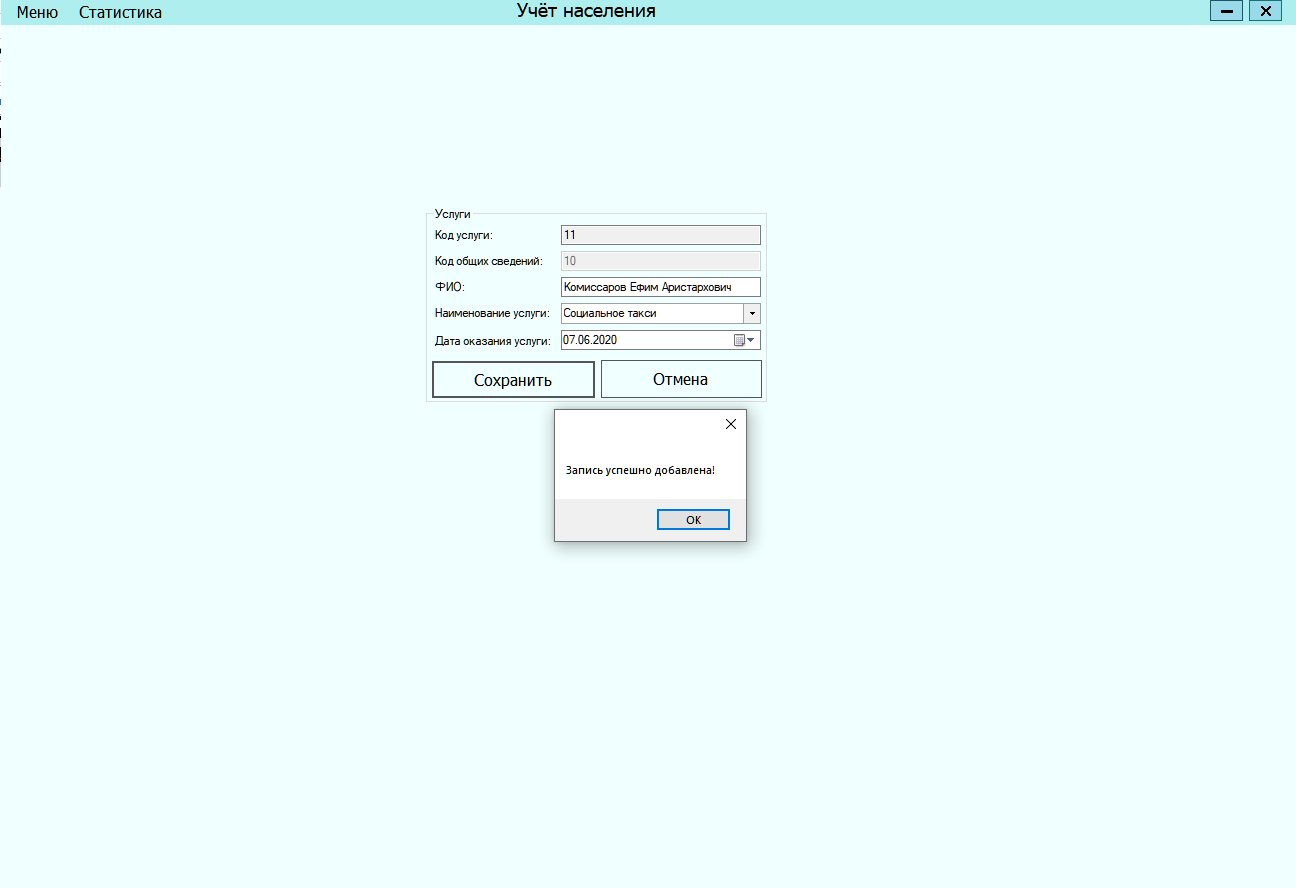 Меню Статистика Учёт населения
Услуги
Код услуги: 11
Код общих сведений: 10
ФИО: Комиссаров Ефим Аристархович
Наименование услуги: Социальное такси
Дата оказания услуги: 07.06.2020
Сохранить Отмена
Запись успешно добавлена!
ОК